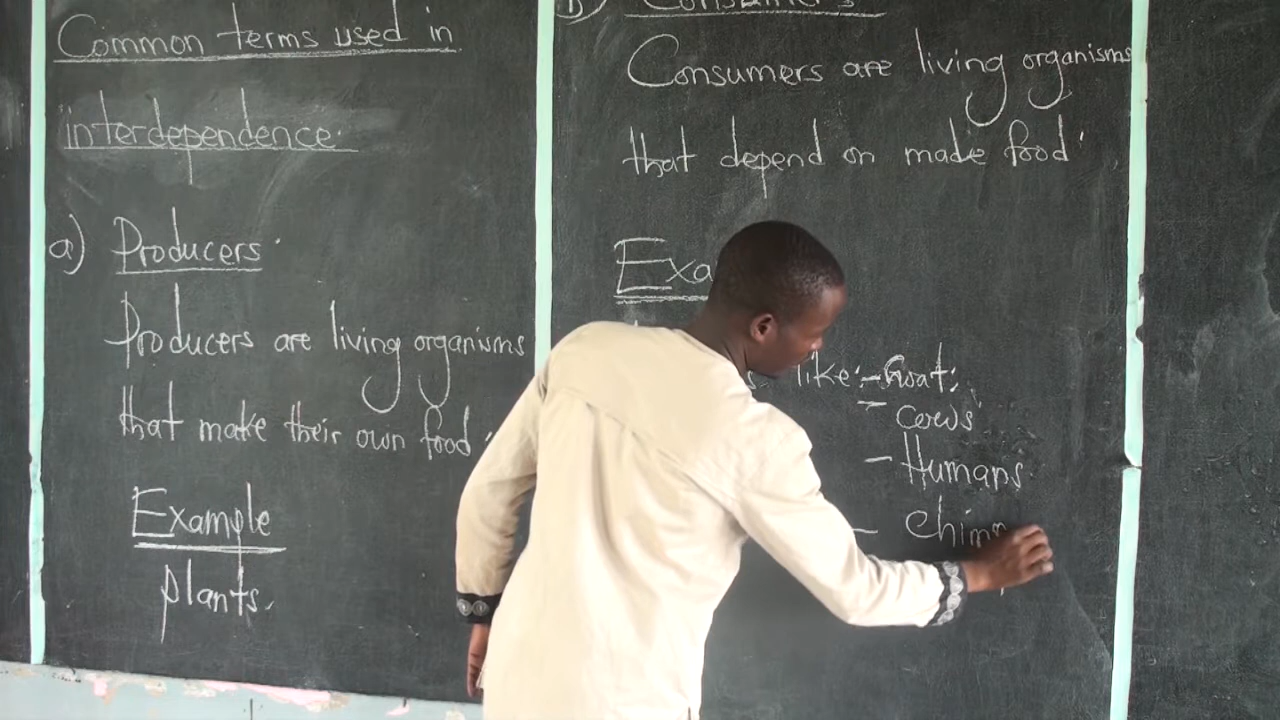 Common terms used in
interdependence.
a) Producers.
Producers are living organisms
that make their own food.
Example
plants.
b) Consumers
Consumers are living organisms
that depend on made food.
like:-Goat.
- cows
- Humans.
-